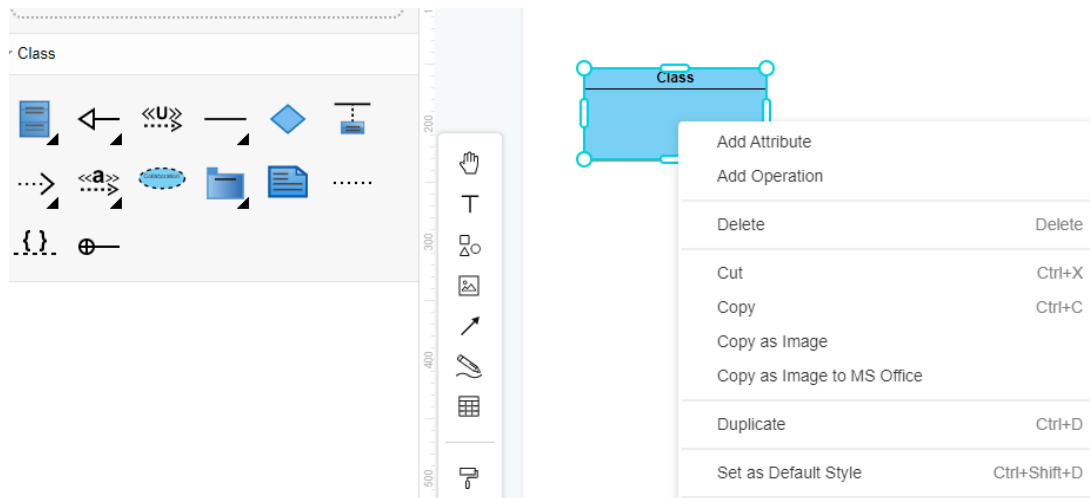 Class
«U»
«a»
Collaboration
{ }
200
300
400
500
T
Class
Add Attribute
Add Operation
Delete Delete
Cut Ctrl+X
Copy Ctrl+C
Copy as Image
Copy as Image to MS Office
Duplicate Ctrl+D
Set as Default Style Ctrl+Shift+D